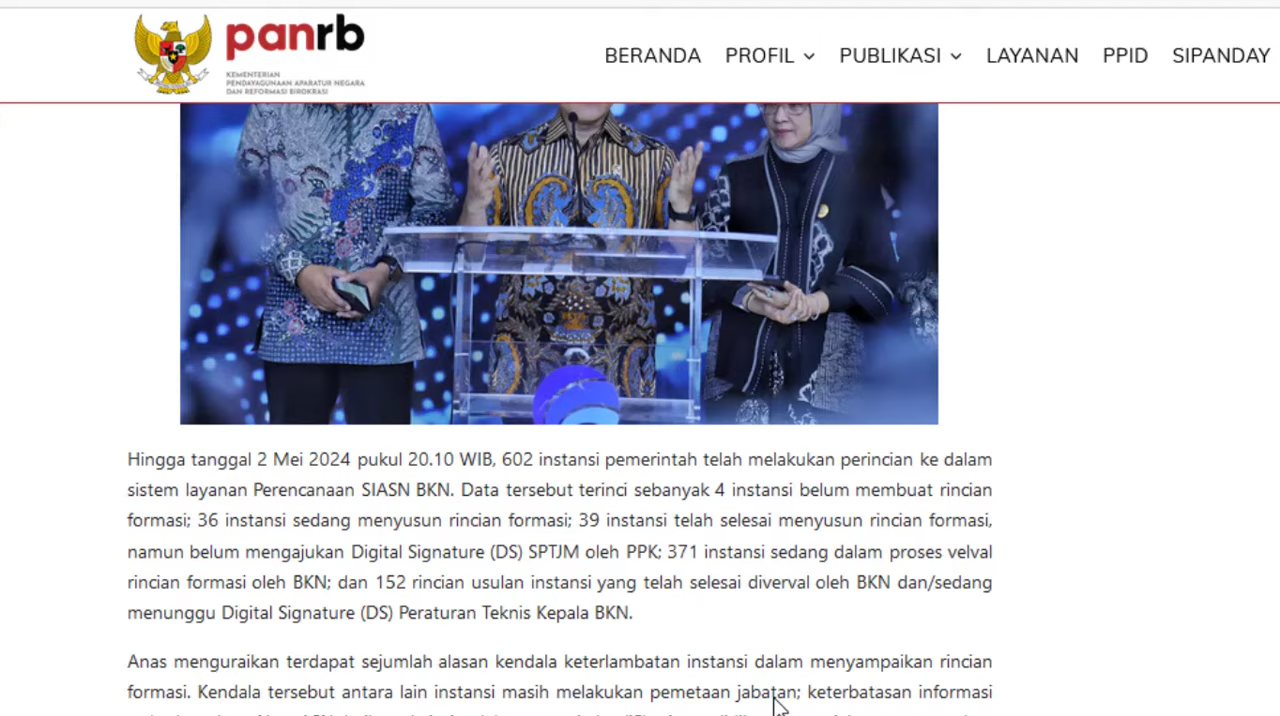 panrb
KEMENTERIAN
PENDAYAGUNAAN APARATUR NEGARA
DAN REFORMASI BIROKRASI
BERANDA PROFIL PUBLIKASI LAYANAN PPID SIPANDAY
Hingga tanggal 2 Mei 2024 pukul 20.10 WIB, 602 instansi pemerintah telah melakukan perincian ke dalam
sistem layanan Perencanaan SIASN BKN. Data tersebut terinci sebanyak 4 instansi belum membuat rincian
formasi; 36 instansi sedang menyusun rincian formasi; 39 instansi telah selesai menyusun rincian formasi,
namun belum mengajukan Digital Signature (DS) SPTJM oleh PPK; 371 instansi sedang dalam proses velval
rincian formasi oleh BKN; dan 152 rincian usulan instansi yang telah selesai diverval oleh BKN dan/sedang
menunggu Digital Signature (DS) Peraturan Teknis Kepala BKN.
Anas menguraikan terdapat sejumlah alasan kendala keterlambatan instansi dalam menyampaikan rincian
formasi. Kendala tersebut antara lain instansi masih melakukan pemetaan jabatan; keterbatasan informasi